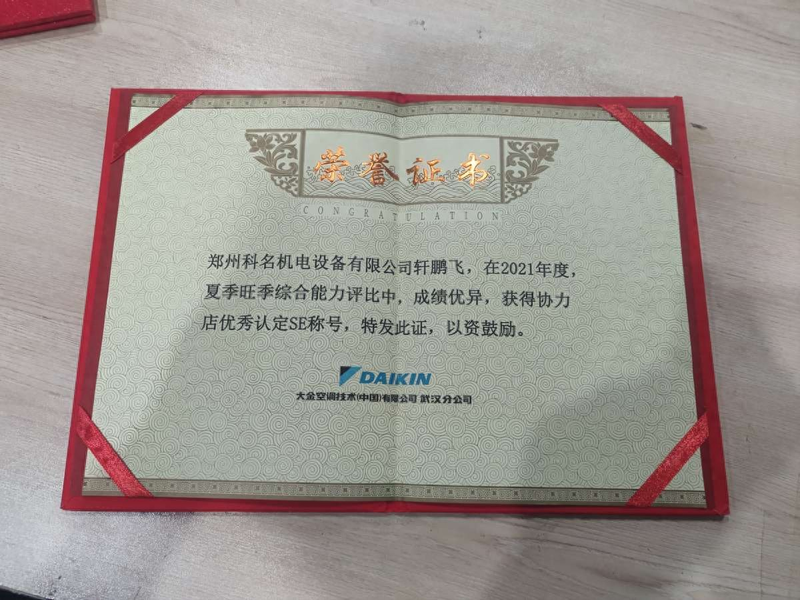 荣誉证书
CONGRATULATION
郑州科名机电设备有限公司轩鹏飞，在2021年度，
夏季旺季综合能力评比中，成绩优异，获得协力
店优秀认定SE称号，特发此证，以资鼓励。
DAIKIN
大金空调技术(中国)有限公司 武汉分公司